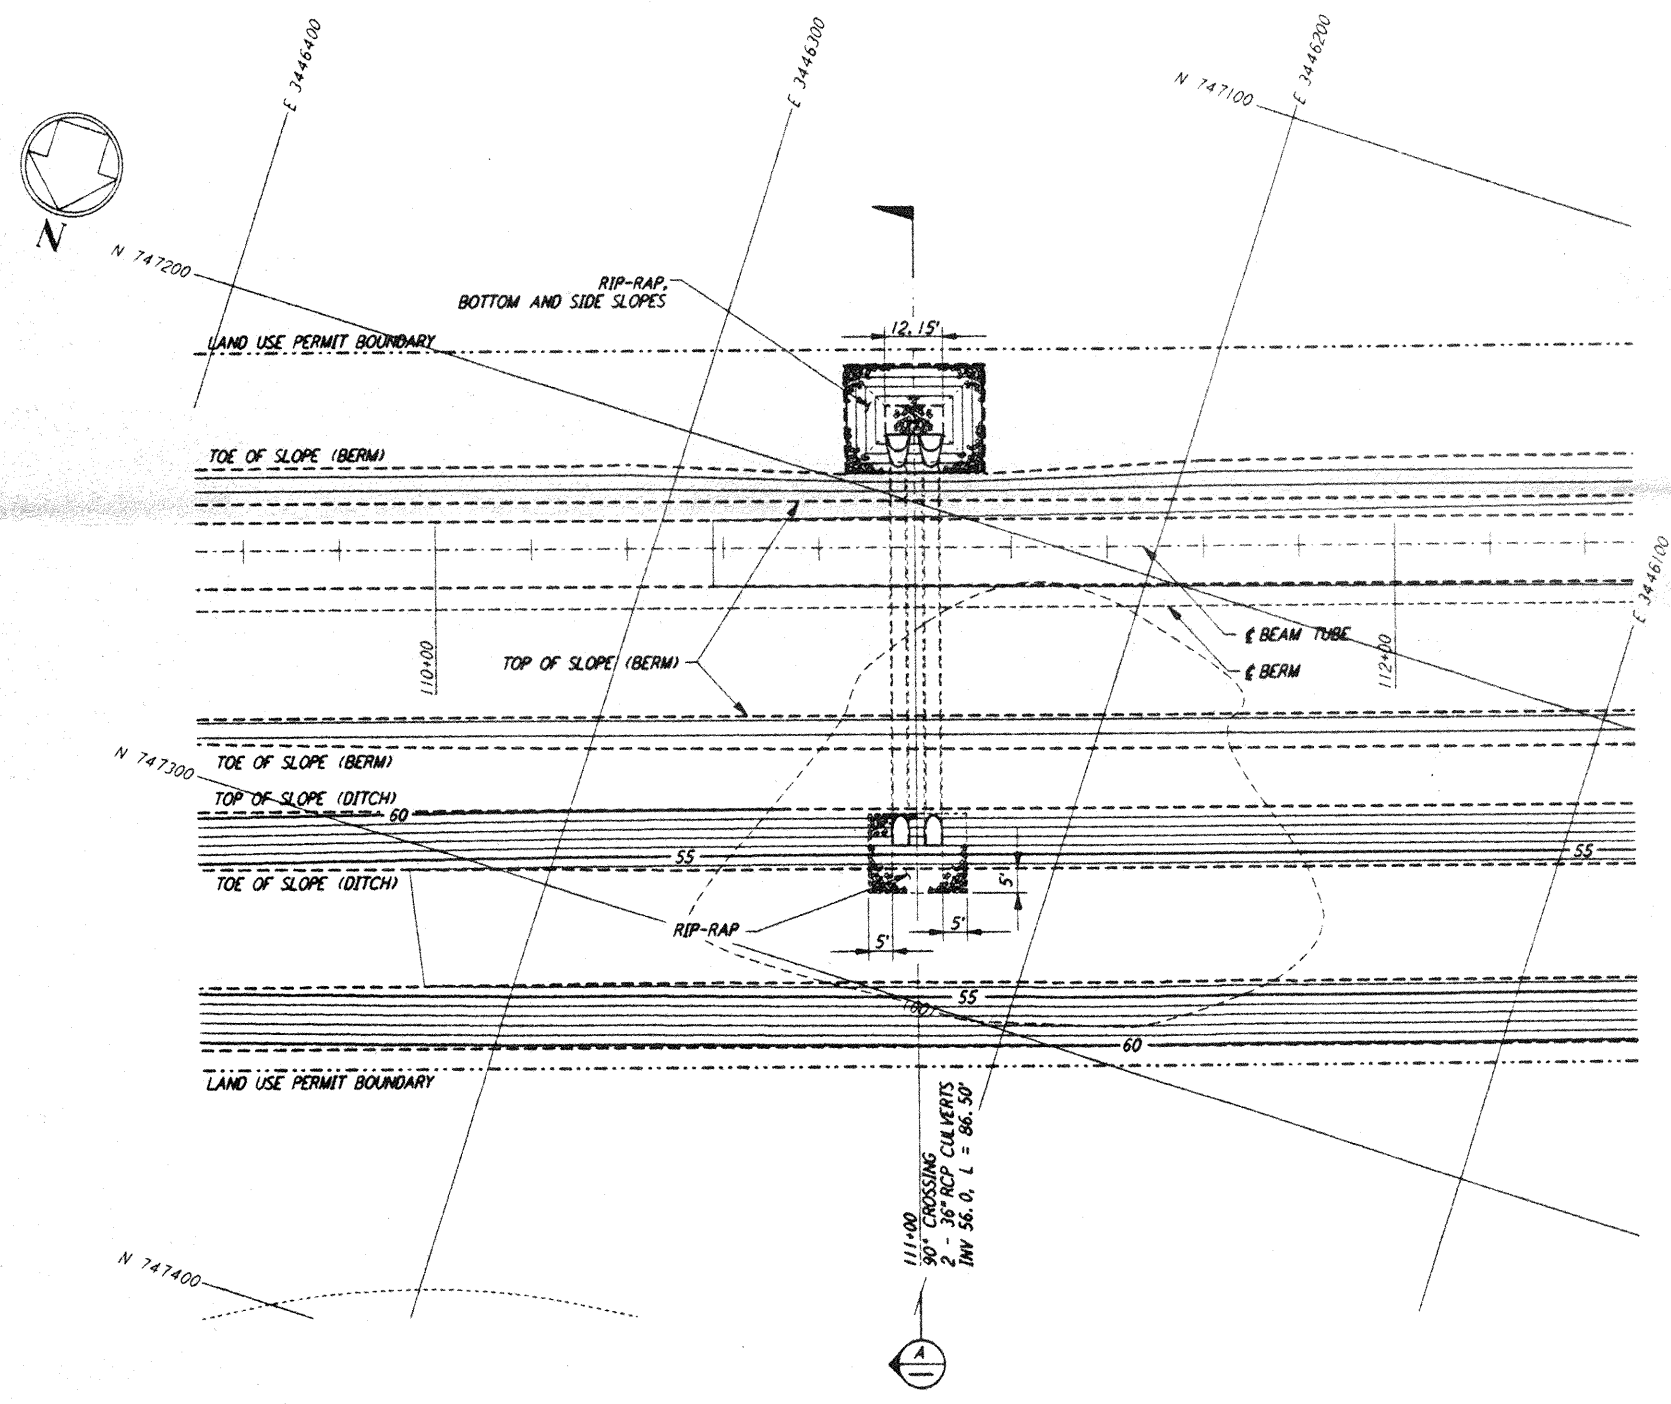 E 3446400
E 3446300
E 3446200
N 747100
N
N 747200
RIP-RAP,
BOTTOM AND SIDE SLOPES
12.15'
LAND USE PERMIT BOUNDARY
TOE OF SLOPE (BERM)
E 3446100
℄ BEAM TUBE
110+00
TOP OF SLOPE (BERM)
℄ BERM
112+00
N 747300
TOE OF SLOPE (BERM)
TOP OF SLOPE (DITCH)
60
55
55
TOE OF SLOPE (DITCH)
5'
RIP-RAP
5'
5'
55
60
LAND USE PERMIT BOUNDARY
111+00
90° CROSSING
2 - 36" RCP CULVERTS
INV 56.0, L = 86.50'
N 747400
A